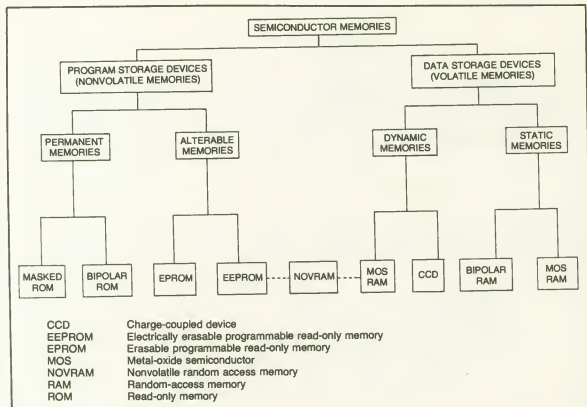 SEMICONDUCTOR MEMORIES
PROGRAM STORAGE DEVICES
(NONVOLATILE MEMORIES)
DATA STORAGE DEVICES
(VOLATILE MEMORIES)
PERMANENT
MEMORIES
ALTERABLE
MEMORIES
DYNAMIC
MEMORIES
STATIC
MEMORIES
MASKED
ROM
BIPOLAR
ROM
EPROM
EEPROM
NOVRAM
MOS
RAM
CCD
BIPOLAR
RAM
MOS
RAM
CCD Charge-coupled device
EEPROM Electrically erasable programmable read-only memory
EPROM Erasable programmable read-only memory
MOS Metal-oxide semiconductor
NOVRAM Nonvolatile random access memory
RAM Random-access memory
ROM Read-only memory